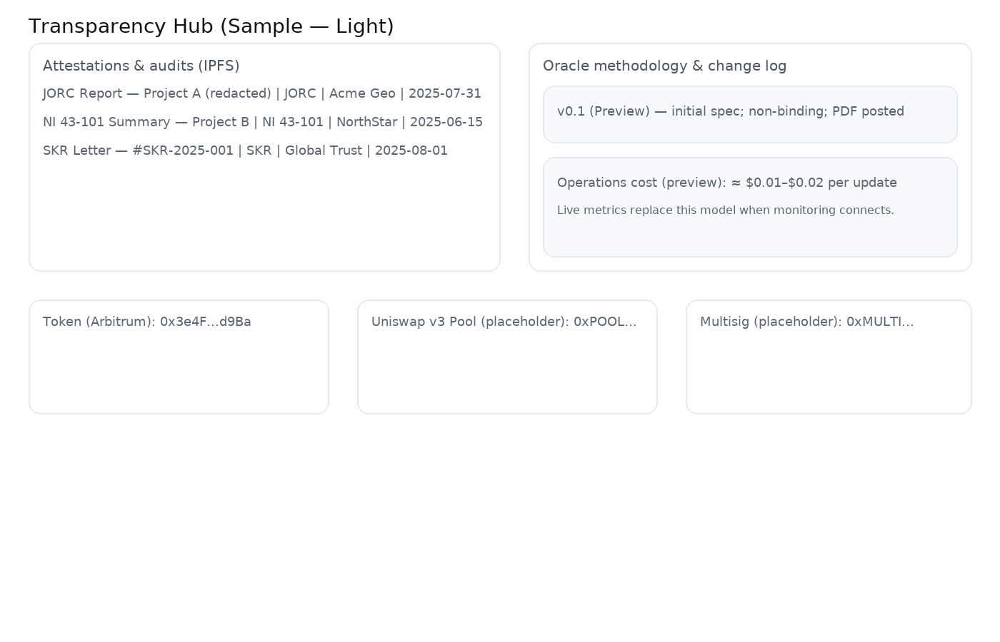 Transparency Hub (Sample — Light)
Attestations & audits (IPFS)
JORC Report — Project A (redacted) | JORC | Acme Geo | 2025-07-31
NI 43-101 Summary — Project B | NI 43-101 | NorthStar | 2025-06-15
SKR Letter — #SKR-2025-001 | SKR | Global Trust | 2025-08-01
Oracle methodology & change log
v0.1 (Preview) — initial spec; non-binding; PDF posted
Operations cost (preview): ≈ $0.01–$0.02 per update
Live metrics replace this model when monitoring connects.
Token (Arbitrum): 0x3e4F…d9Ba
Uniswap v3 Pool (placeholder): 0xPOOL…
Multisig (placeholder): 0xMULTI…